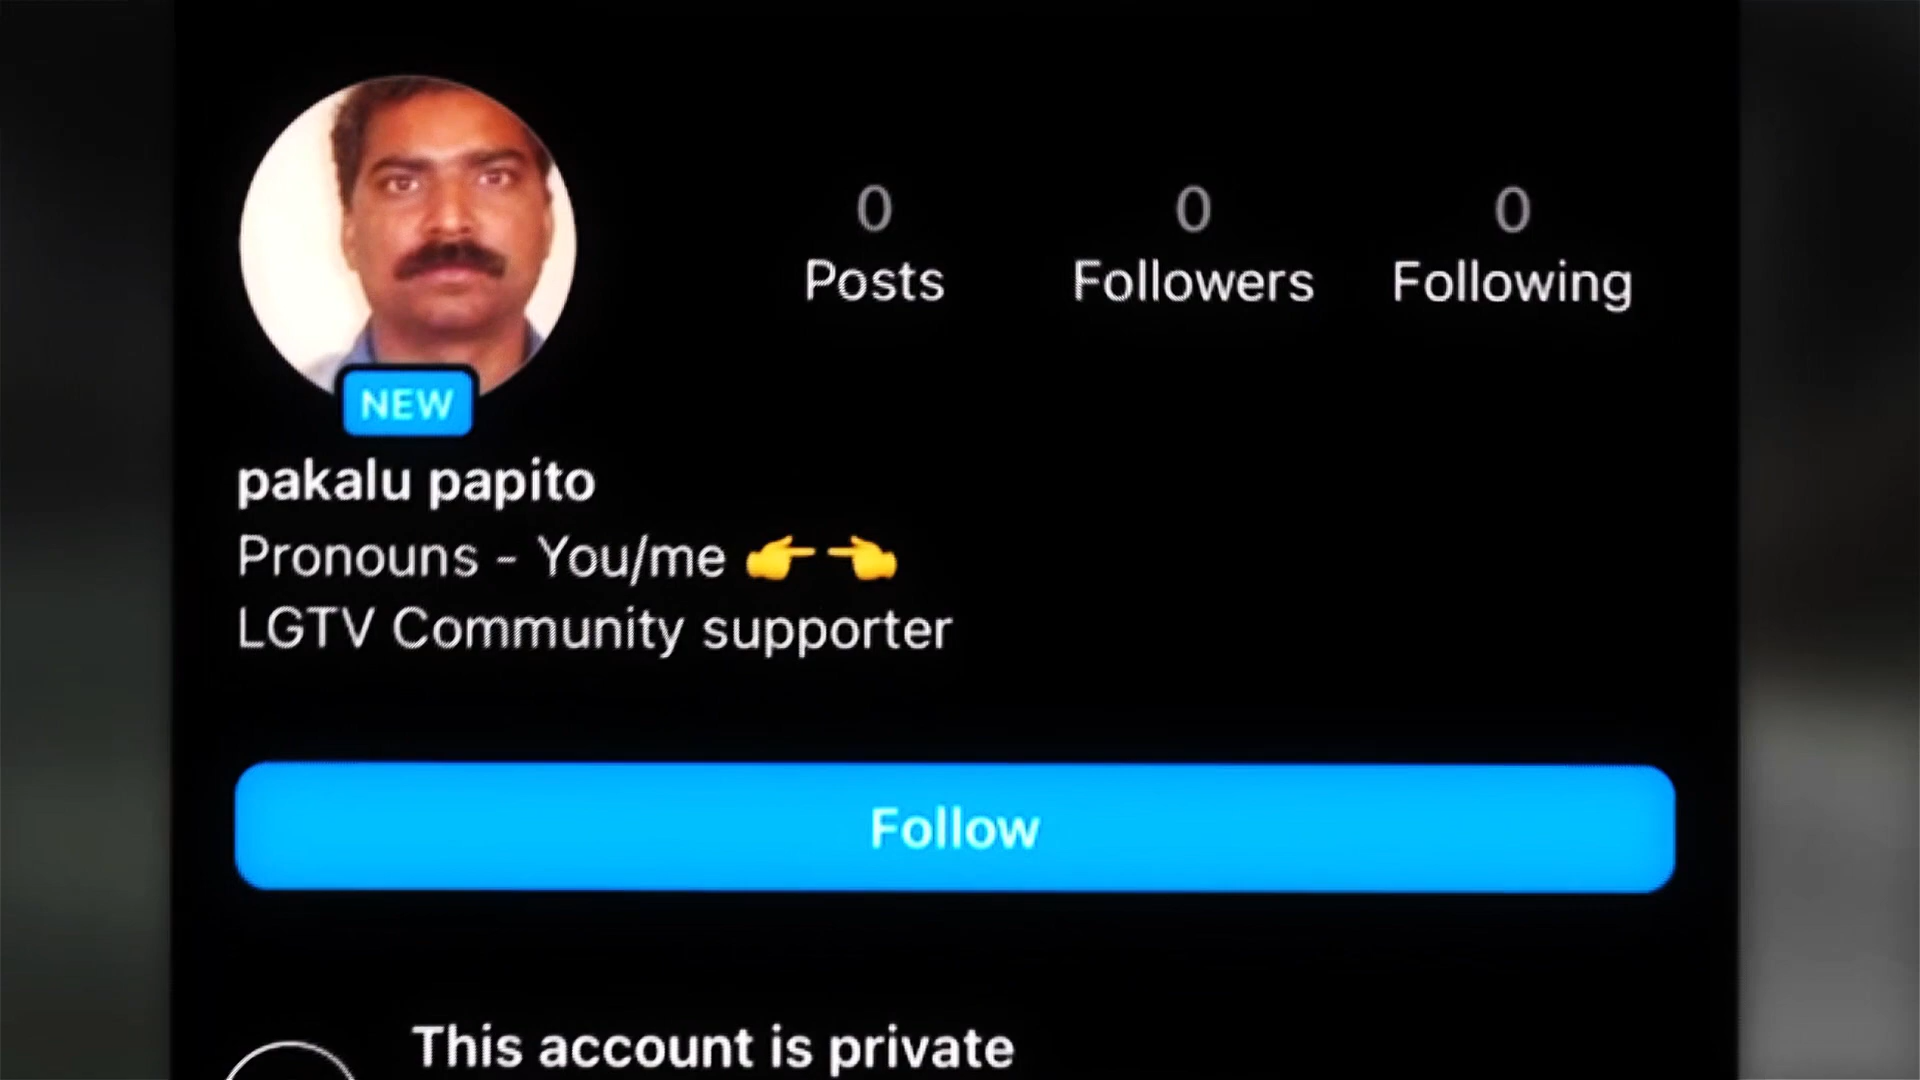 0 0 0
Posts Followers Following
NEW
pakalu papito
Pronouns - You/me 👉👈
LGTV Community supporter
Follow
This account is private